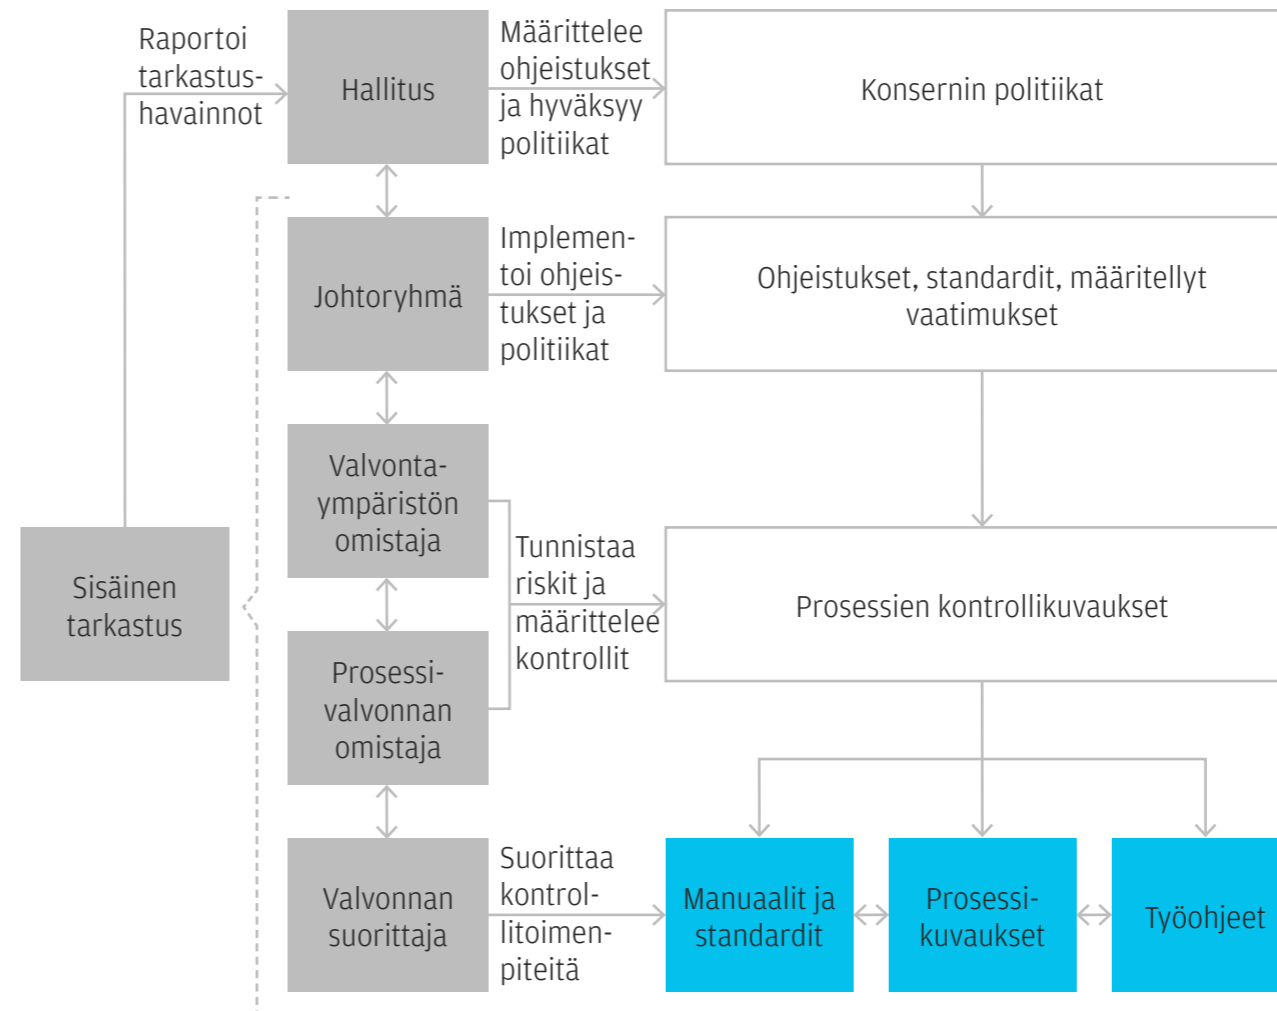 Raportoi
tarkastus-
havainnot
Hallitus
Määrittelee
ohjeistukset
ja hyväksyy
politiikat
Konsernin politiikat
Johtoryhmä
Implemen-
toi ohjeis-
tukset ja
politiikat
Ohjeistukset, standardit, määritellyt
vaatimukset
Valvonta-
ympäristön
omistaja
Sisäinen
tarkastus
Tunnistaa
riskit ja
määrittelee
kontrollit
Prosessien kontrollikuvaukset
Prosessi-
valvonnan
omistaja
Valvonnan
suorittaja
Suorittaa
kontrol-
litoimen-
piteitä
Manuaalit ja
standardit
Prosessi-
kuvaukset
Työohjeet